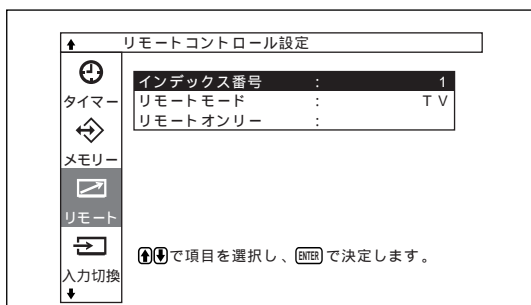 リモートコントロール設定
タイマー
メモリー
リモート
入力切換
インデックス番号 : 1
リモートモード : TV
リモートオンリー :
で項目を選択し、ENTERで決定します。